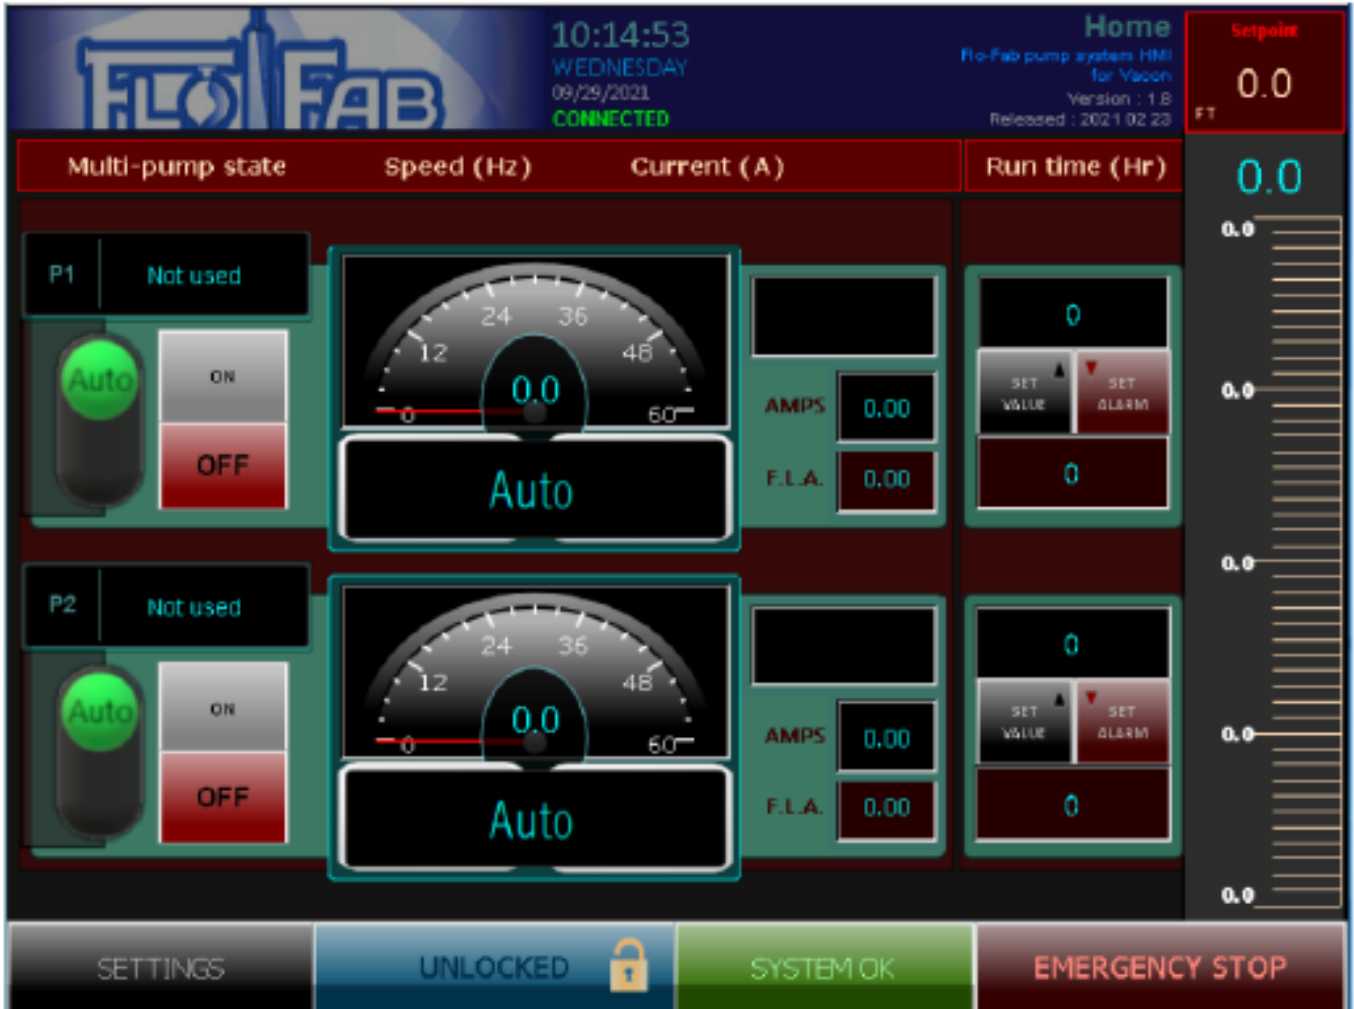 FLO FAB
10:14:53
WEDNESDAY
09/29/2021
CONNECTED
Home
Flo-Fab pump system HMI
for Vacon
Version : 1.8
Released : 2021 02 23
Setpoint
0.0
FT
Multi-pump state
Speed (Hz)
Current (A)
Run time (Hr)
0.0
P1
Not used
Auto
ON
OFF
0
12
24
36
48
60
0.0
Auto
AMPS
0.00
F.L.A.
0.00
0
SET
VALUE
SET
ALARM
0
P2
Not used
Auto
ON
OFF
0
12
24
36
48
60
0.0
Auto
AMPS
0.00
F.L.A.
0.00
0
SET
VALUE
SET
ALARM
0
0.0
0.0
0.0
0.0
0.0
SETTINGS
UNLOCKED
SYSTEM OK
EMERGENCY STOP